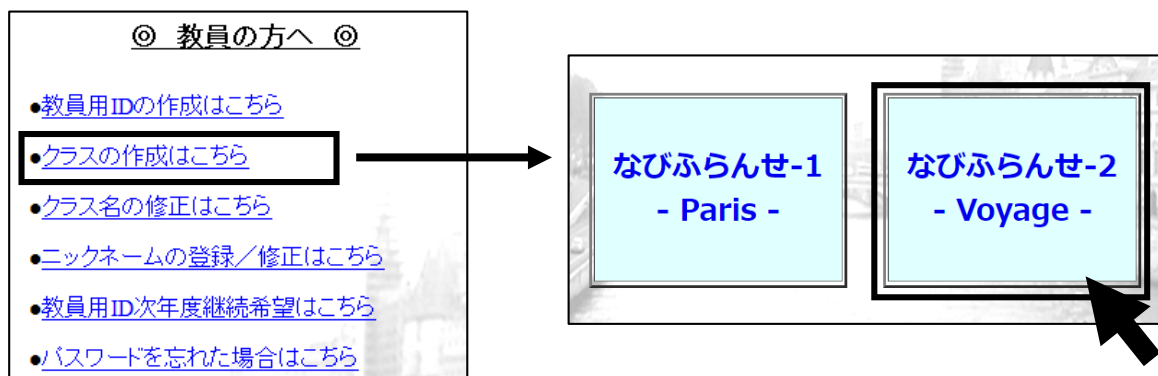 ◎ 教員の方へ ◎
●教員用IDの作成はこちら
●クラスの作成はこちら
●クラス名の修正はこちら
●ニックネームの登録／修正はこちら
●教員用ID次年度継続希望はこちら
●パスワードを忘れた場合はこちら
なびふらんせ-1
- Paris -
なびふらんせ-2
- Voyage -